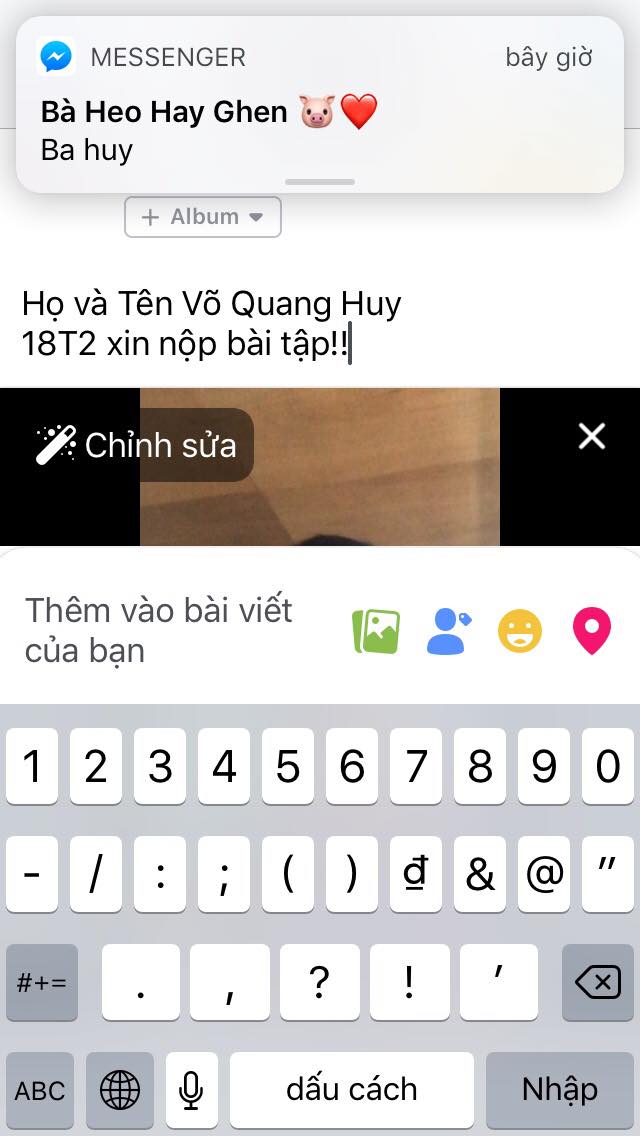 MESSENGER bây giờ
Bà Heo Hay Ghen 🐷❤️
Ba huy
+ Album
Họ và Tên Võ Quang Huy
18T2 xin nộp bài tập!!
Chỉnh sửa
Thêm vào bài viết
của bạn
1 2 3 4 5 6 7 8 9 0
- / : ; ( ) ₫ & @ "
#+= . , ? ! '
ABC dấu cách Nhập